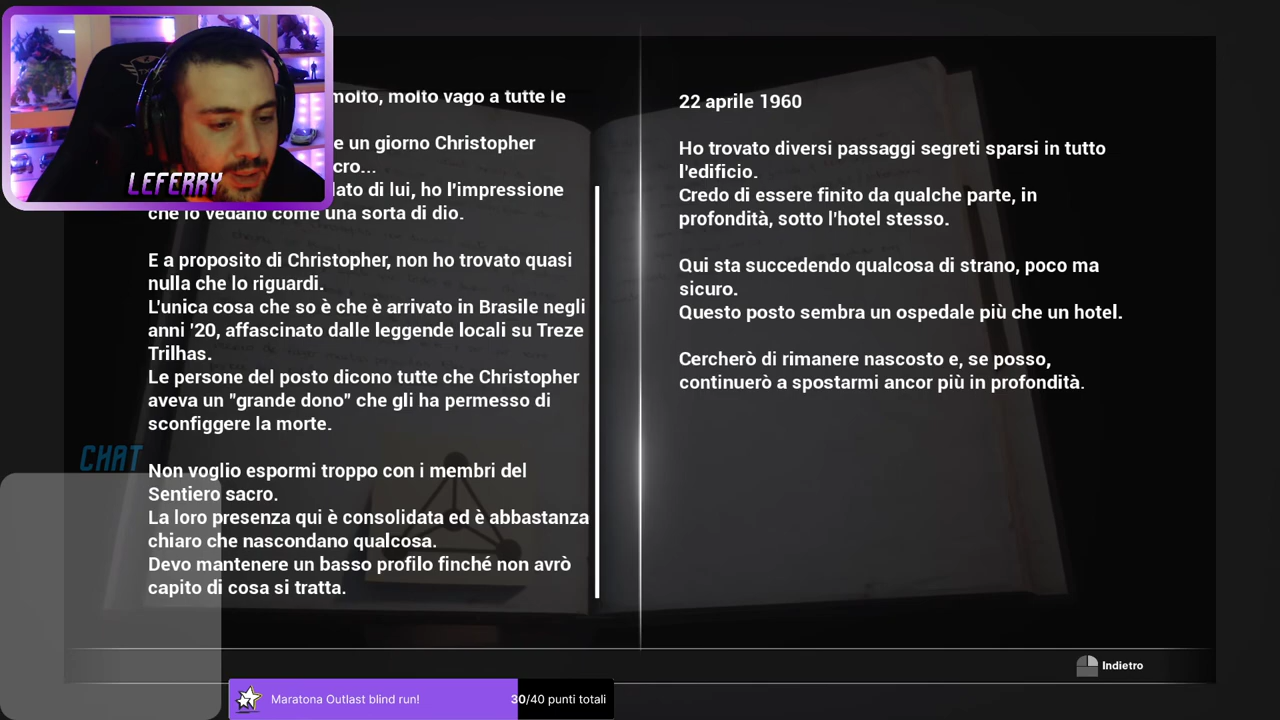 molto, molto vago a tutte le
e un giorno Christopher
cro...
lato di lui, ho l'impressione
che lo vedano come una sorta di dio.
E a proposito di Christopher, non ho trovato quasi
nulla che lo riguardi.
L'unica cosa che so è che è arrivato in Brasile negli
anni '20, affascinato dalle leggende locali su Treze
Trilhas.
Le persone del posto dicono tutte che Christopher
aveva un "grande dono" che gli ha permesso di
sconfiggere la morte.
Non voglio espormi troppo con i membri del
Sentiero sacro.
La loro presenza qui è consolidata ed è abbastanza
chiaro che nascondano qualcosa.
Devo mantenere un basso profilo finché non avrò
capito di cosa si tratta.
22 aprile 1960
Ho trovato diversi passaggi segreti sparsi in tutto
l'edificio.
Credo di essere finito da qualche parte, in
profondità, sotto l'hotel stesso.
Qui sta succedendo qualcosa di strano, poco ma
sicuro.
Questo posto sembra un ospedale più che un hotel.
Cercherò di rimanere nascosto e, se posso,
continuerò a spostarmi ancor più in profondità.
LEFERRY
CHAT
Indietro
Maratona Outlast blind run!
30/40 punti totali